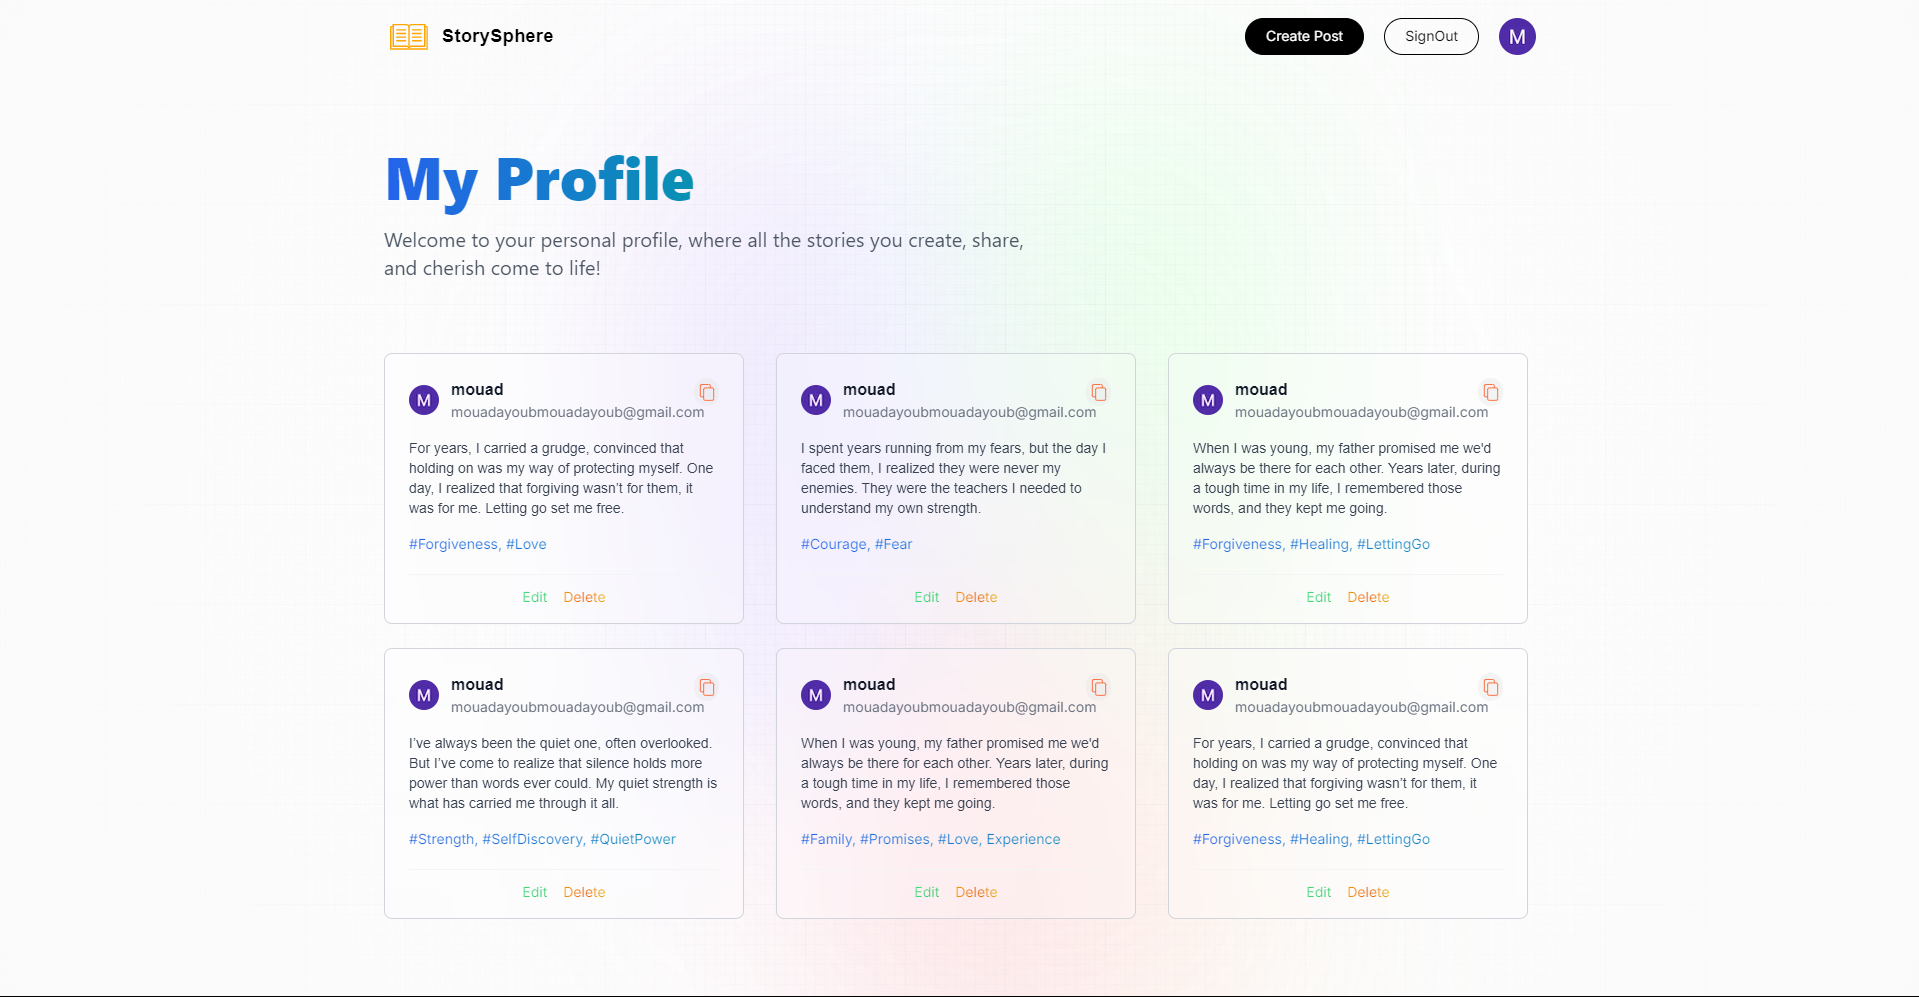 StorySphere
Create Post
SignOut
M
My Profile
Welcome to your personal profile, where all the stories you create, share,
and cherish come to life!
M
mouad
mouadayoubmouadayoub@gmail.com
For years, I carried a grudge, convinced that
holding on was my way of protecting myself. One
day, I realized that forgiving wasn’t for them, it
was for me. Letting go set me free.
#Forgiveness, #Love
Edit Delete
M
mouad
mouadayoubmouadayoub@gmail.com
I spent years running from my fears, but the day I
faced them, I realized they were never my
enemies. They were the teachers I needed to
understand my own strength.
#Courage, #Fear
Edit Delete
M
mouad
mouadayoubmouadayoub@gmail.com
When I was young, my father promised me we'd
always be there for each other. Years later, during
a tough time in my life, I remembered those
words, and they kept me going.
#Forgiveness, #Healing, #LettingGo
Edit Delete
M
mouad
mouadayoubmouadayoub@gmail.com
I’ve always been the quiet one, often overlooked.
But I’ve come to realize that silence holds more
power than words ever could. My quiet strength is
what has carried me through it all.
#Strength, #SelfDiscovery, #QuietPower
Edit Delete
M
mouad
mouadayoubmouadayoub@gmail.com
When I was young, my father promised me we'd
always be there for each other. Years later, during
a tough time in my life, I remembered those
words, and they kept me going.
#Family, #Promises, #Love, Experience
Edit Delete
M
mouad
mouadayoubmouadayoub@gmail.com
For years, I carried a grudge, convinced that
holding on was my way of protecting myself. One
day, I realized that forgiving wasn’t for them, it
was for me. Letting go set me free.
#Forgiveness, #Healing, #LettingGo
Edit Delete